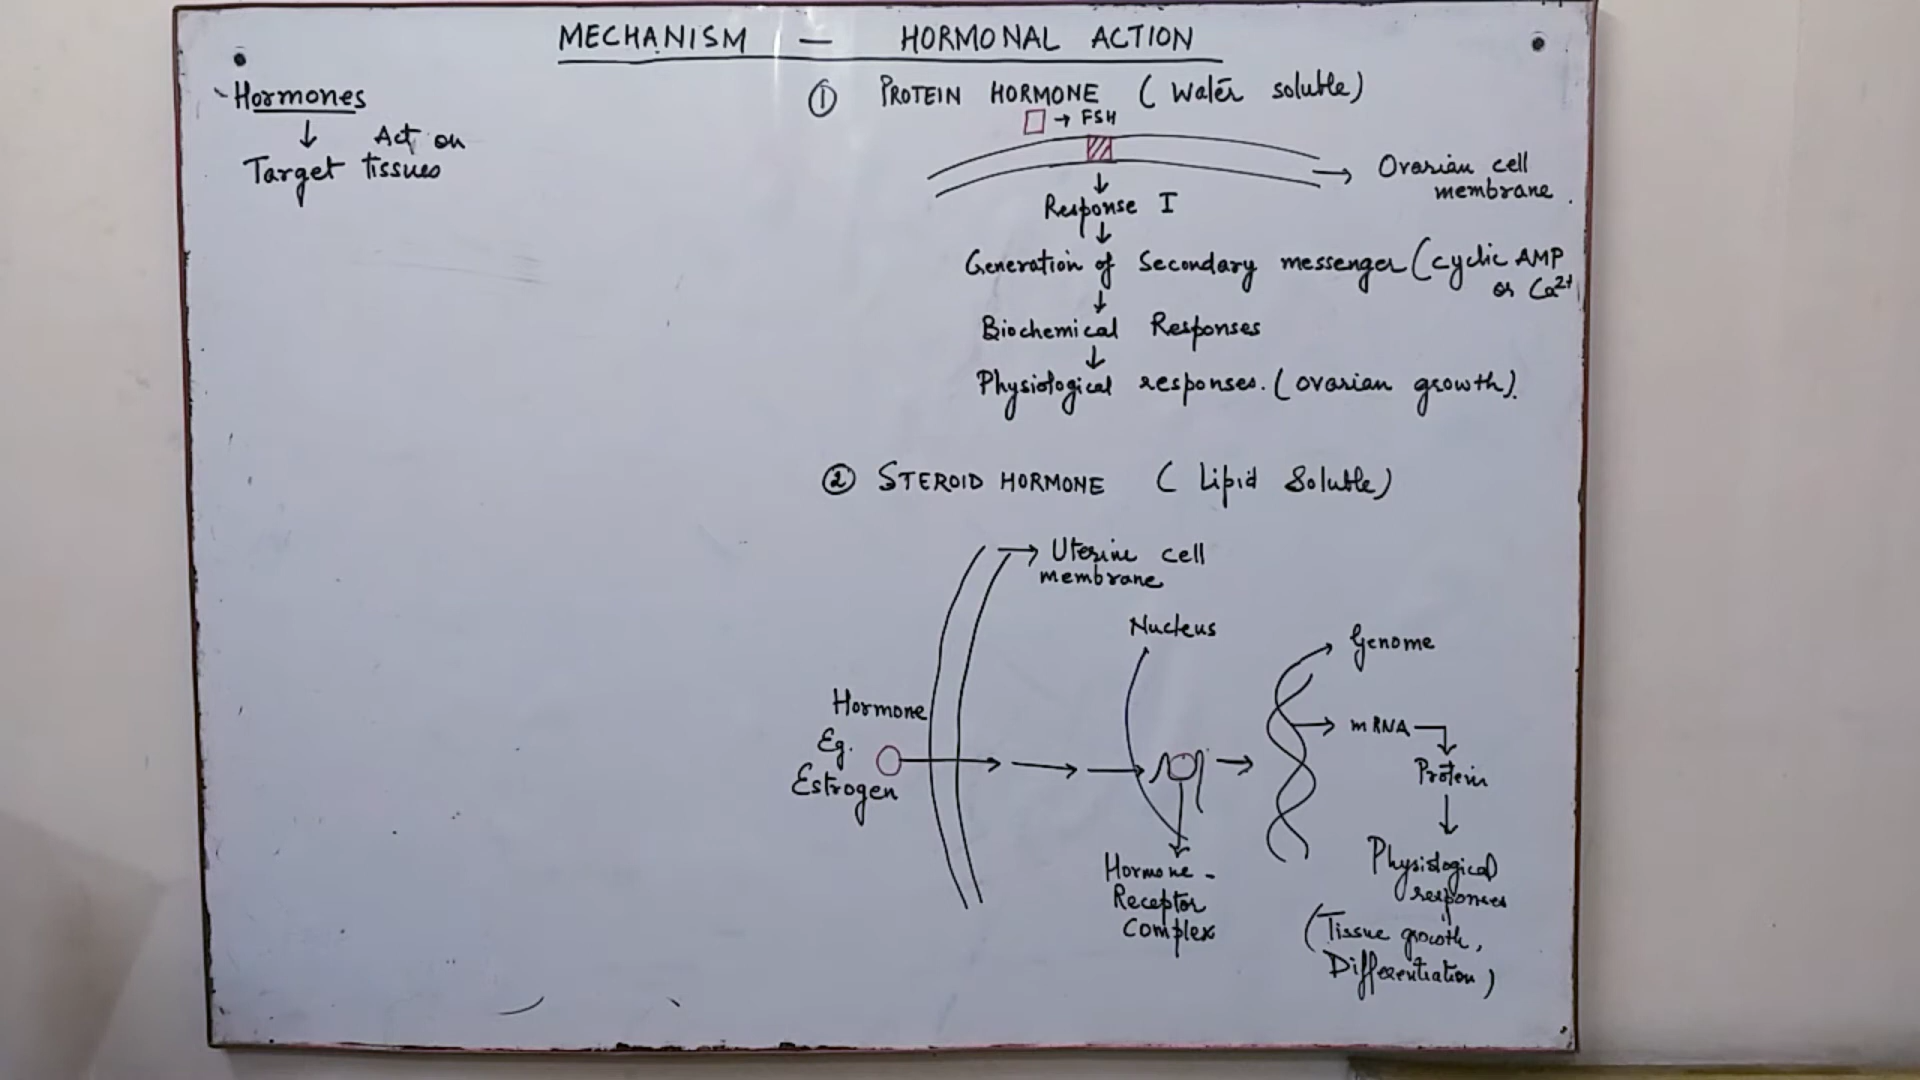 MECHANISM — HORMONAL ACTION
Hormones
↓ Act on
Target tissues
① PROTEIN HORMONE (Water soluble)
→ FSH
→ Ovarian cell
membrane
↓
Response I
↓
Generation of Secondary messenger (cyclic AMP
or Ca2+
↓
Biochemical Responses
↓
Physiological responses. (ovarian growth).
② STEROID HORMONE (Lipid Soluble)
→ Uterine cell
membrane
Nucleus
Genome
Hormone
Eg.
Estrogen
mRNA
Protein
Hormone -
Receptor
Complex
Physiological
responses
(Tissue growth,
Differentiation)